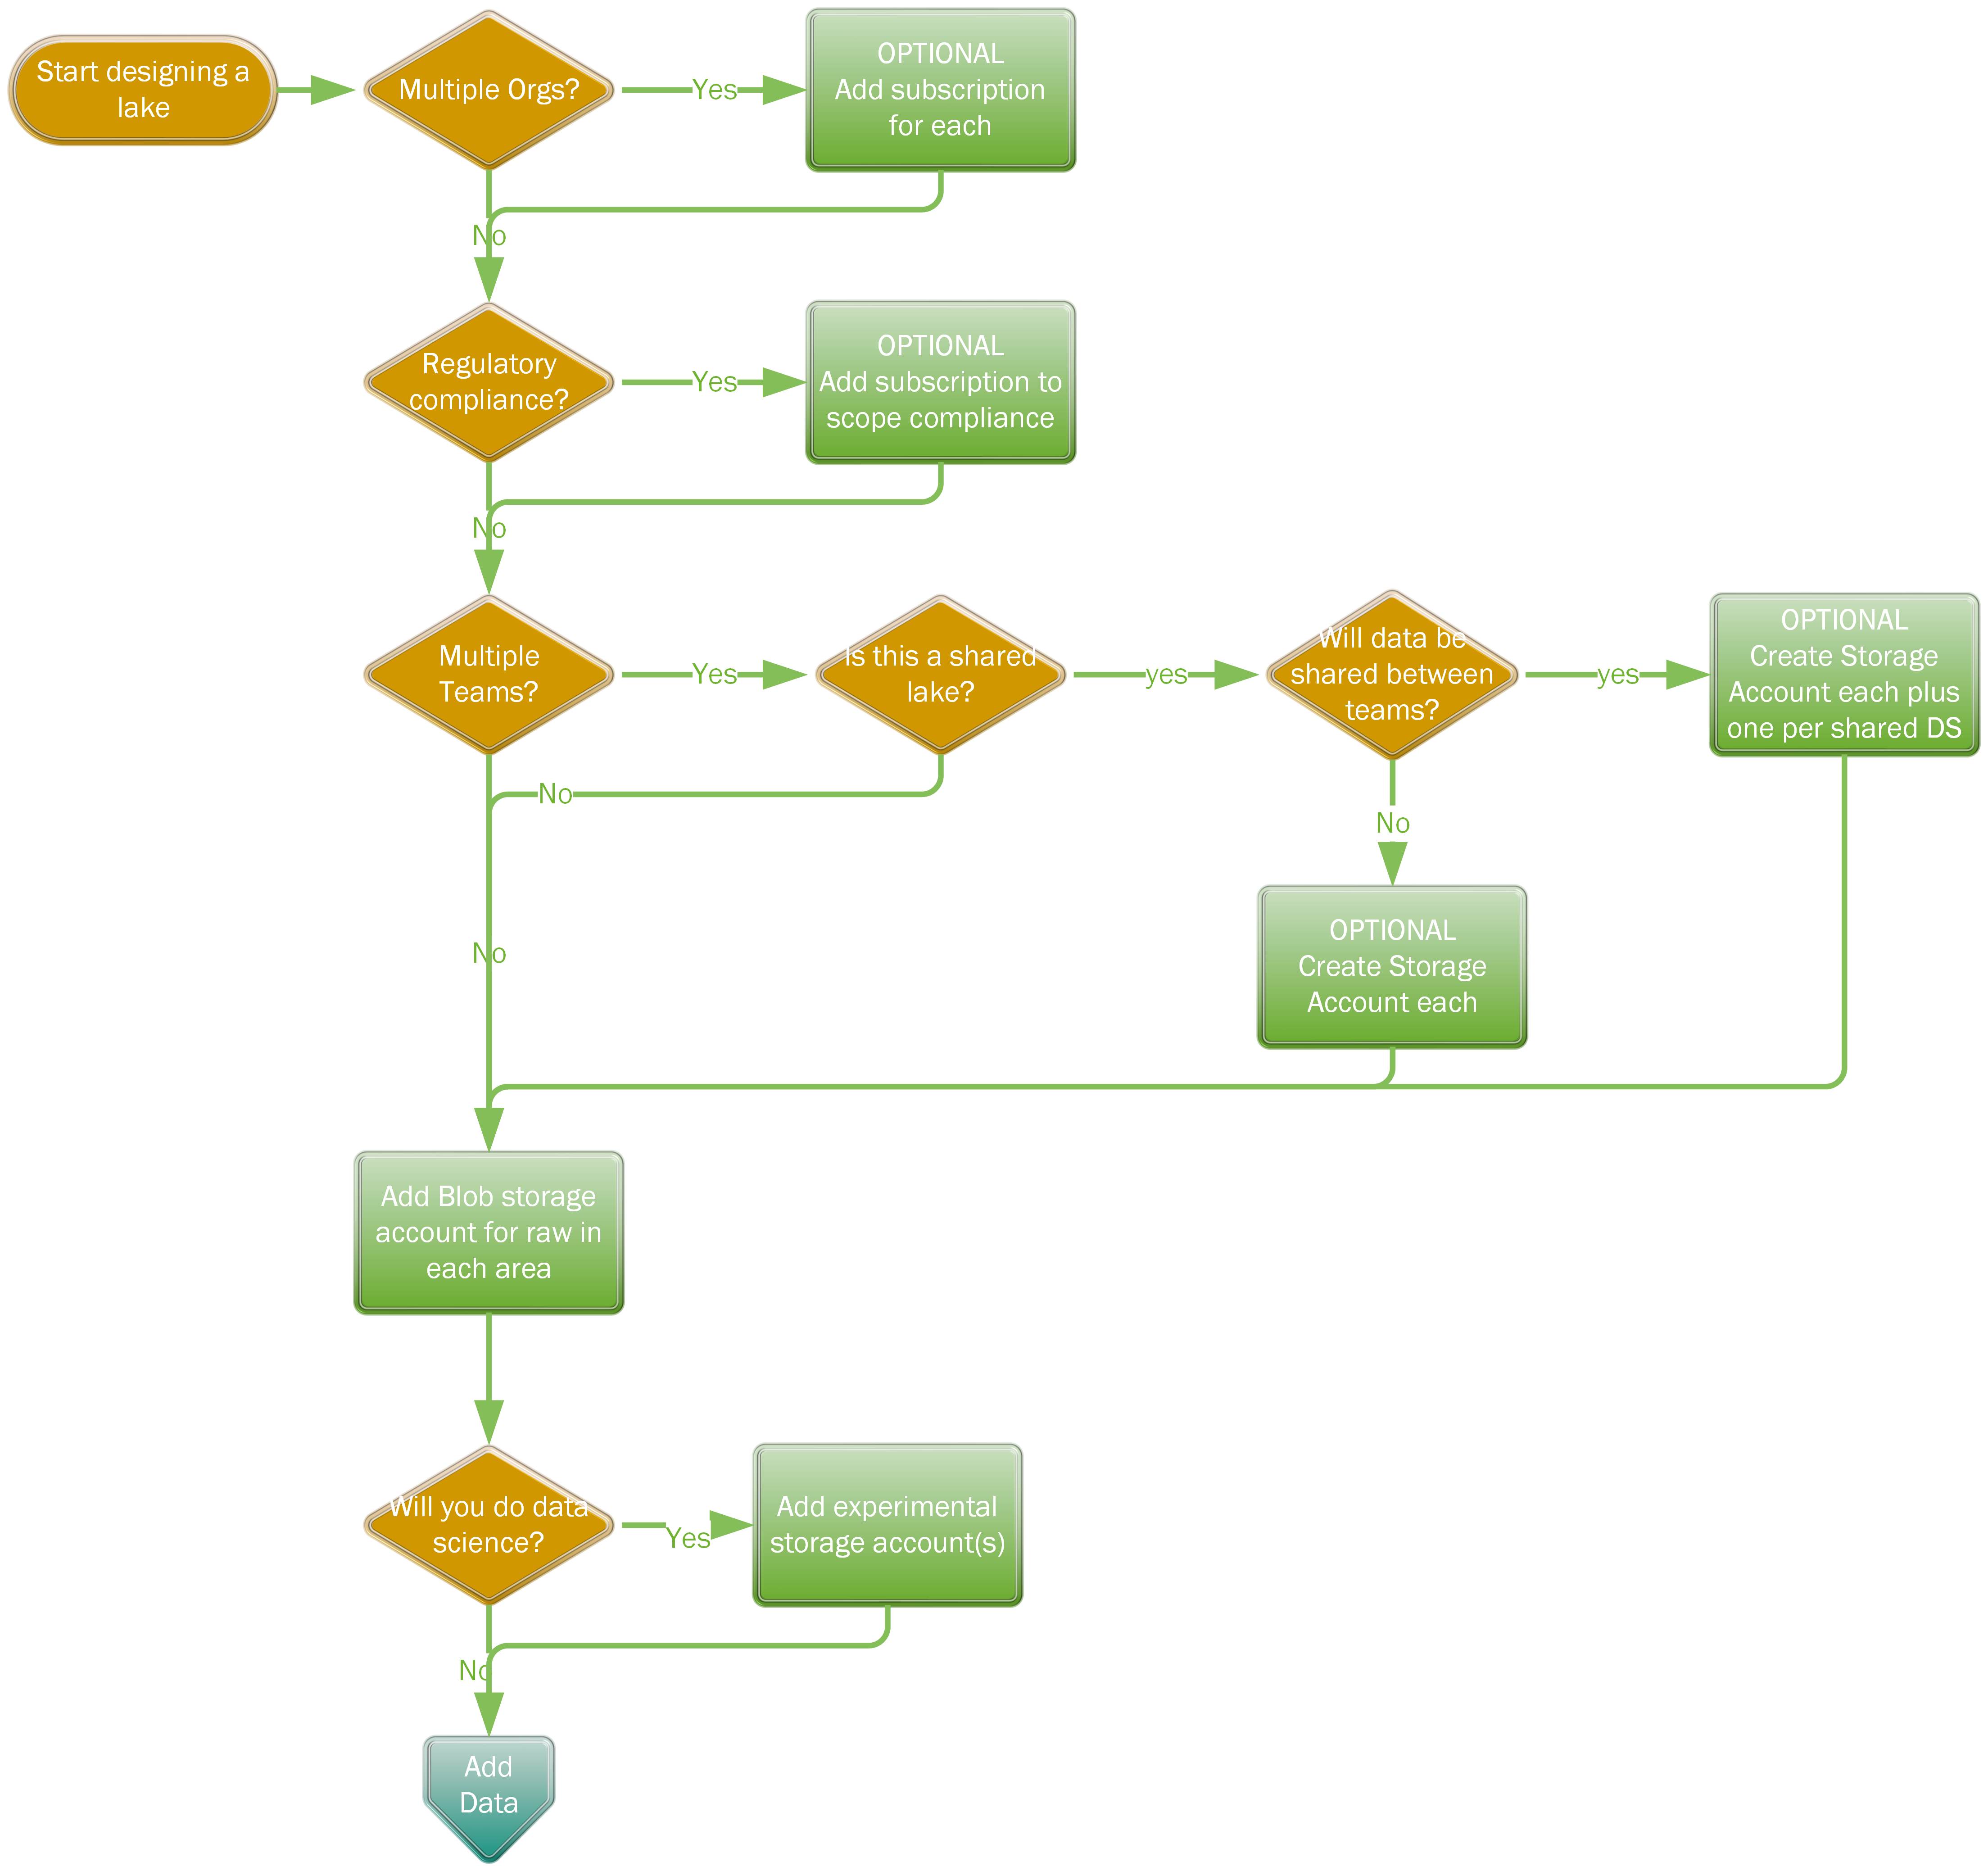 Start designing a
lake
Multiple Orgs?
Yes
OPTIONAL
Add subscription
for each
No
Regulatory
compliance?
Yes
OPTIONAL
Add subscription to
scope compliance
No
Multiple
Teams?
Yes
Is this a shared
lake?
yes
Will data be
shared between
teams?
yes
OPTIONAL
Create Storage
Account each plus
one per shared DS
No
No
OPTIONAL
Create Storage
Account each
No
Add Blob storage
account for raw in
each area
Will you do data
science?
Yes
Add experimental
storage account(s)
No
Add
Data